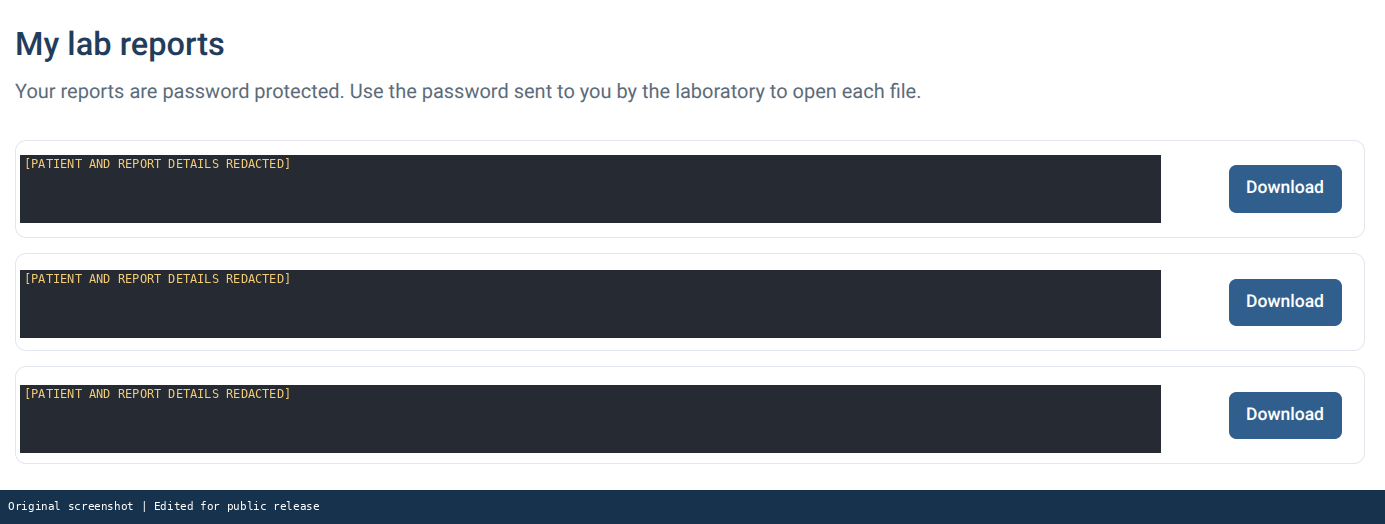 My lab reports
Your reports are password protected. Use the password sent to you by the laboratory to open each file.
[PATIENT AND REPORT DETAILS REDACTED]
Download
[PATIENT AND REPORT DETAILS REDACTED]
Download
[PATIENT AND REPORT DETAILS REDACTED]
Download
Original screenshot | Edited for public release